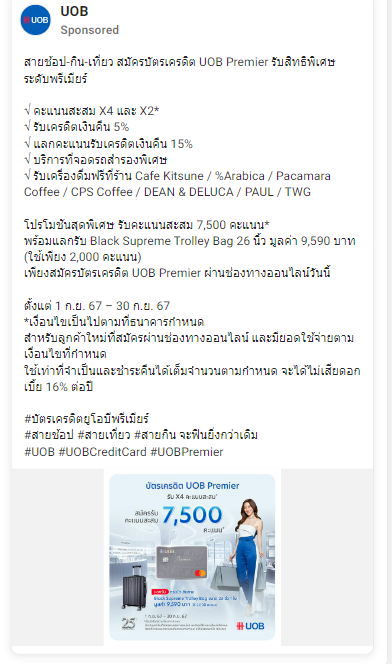 UOB
UOB
Sponsored
สายช้อป-กิน-เที่ยว สมัครบัตรเครดิต UOB Premier รับสิทธิพิเศษ
ระดับพรีเมียร์
√ คะแนนสะสม X4 และ X2*
√ รับเครดิตเงินคืน 5%
√ แลกคะแนนรับเครดิตเงินคืน 15%
√ บริการที่จอดรถสำรองพิเศษ
√ รับเครื่องดื่มฟรีที่ร้าน Cafe Kitsune / %Arabica / Pacamara
Coffee / CPS Coffee / DEAN & DELUCA / PAUL / TWG
โปรโมชันสุดพิเศษ รับคะแนนสะสม 7,500 คะแนน*
พร้อมแลกรับ Black Supreme Trolley Bag 26 นิ้ว มูลค่า 9,590 บาท
(ใช้เพียง 2,000 คะแนน)
เพียงสมัครบัตรเครดิต UOB Premier ผ่านช่องทางออนไลน์วันนี้
ตั้งแต่ 1 ก.ย. 67 – 30 ก.ย. 67
*เงื่อนไขเป็นไปตามที่ธนาคารกำหนด
สำหรับลูกค้าใหม่ที่สมัครผ่านช่องทางออนไลน์ และมียอดใช้จ่ายตาม
เงื่อนไขที่กำหนด
ใช้เท่าที่จำเป็นและชำระคืนได้เต็มจำนวนตามกำหนด จะได้ไม่เสียดอก
เบี้ย 16% ต่อปี
#บัตรเครดิตยูโอบีพรีเมียร์
#สายช้อป #สายเที่ยว #สายกิน จะฟินยิ่งกว่าเดิม
#UOB #UOBCreditCard #UOBPremier
บัตรเครดิต UOB Premier
รับ X4 คะแนนสะสม*
สมัครรับ
คะแนนสะสม 7,500
คะแนน*
Black Supreme Trolley Bag ขนาด 26 นิ้ว
มูลค่า 9,590 บาท
1 ก.ย. 67 - 30 ก.ย. 67
25
UOB